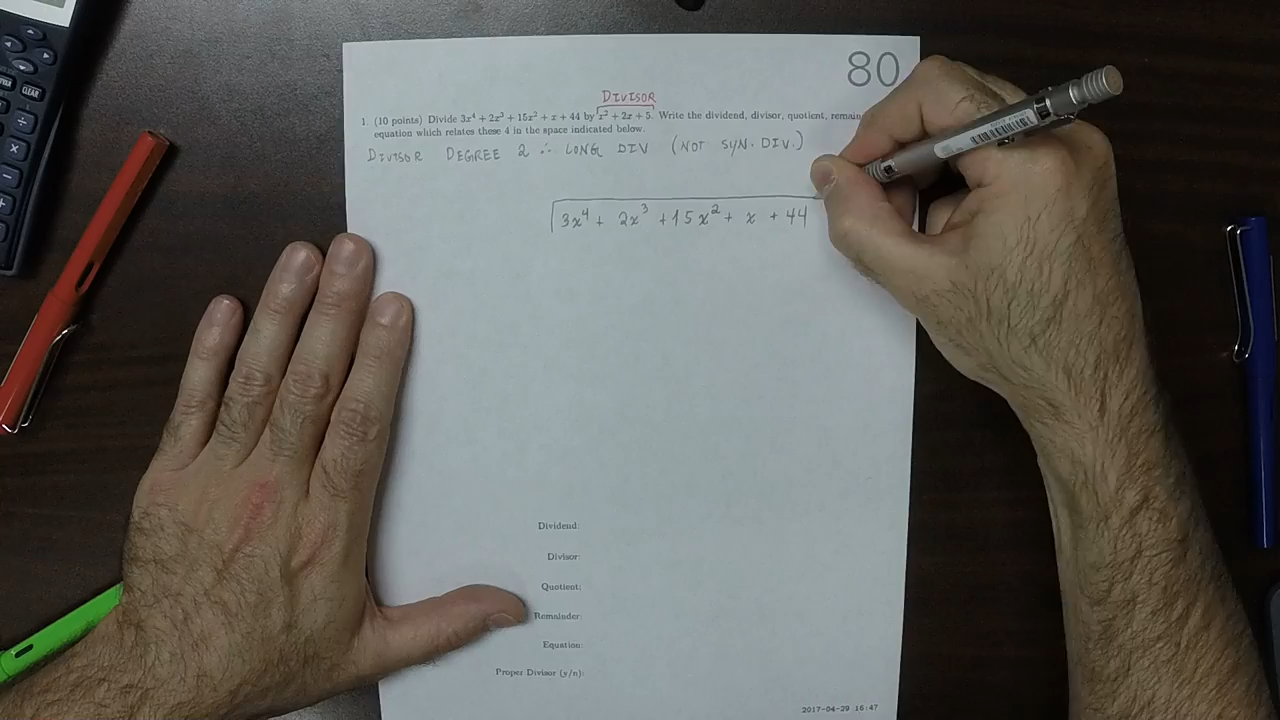 80
DIVISOR
1. (10 points) Divide 3x⁴ + 2x³ + 15x² + x + 44 by x² + 2x + 5. Write the dividend, divisor, quotient,
equation which relates these 4 in the space indicated below.
DIVISOR DEGREE 2 ∴ LONG DIV (NOT SYN. DIV.)
3x⁴ + 2x³ + 15x² + x + 44
Dividend:
Divisor:
Quotient:
Remainder:
Equation:
Proper Divisor (y/n):
2017-04-29 16:47
CLEAR